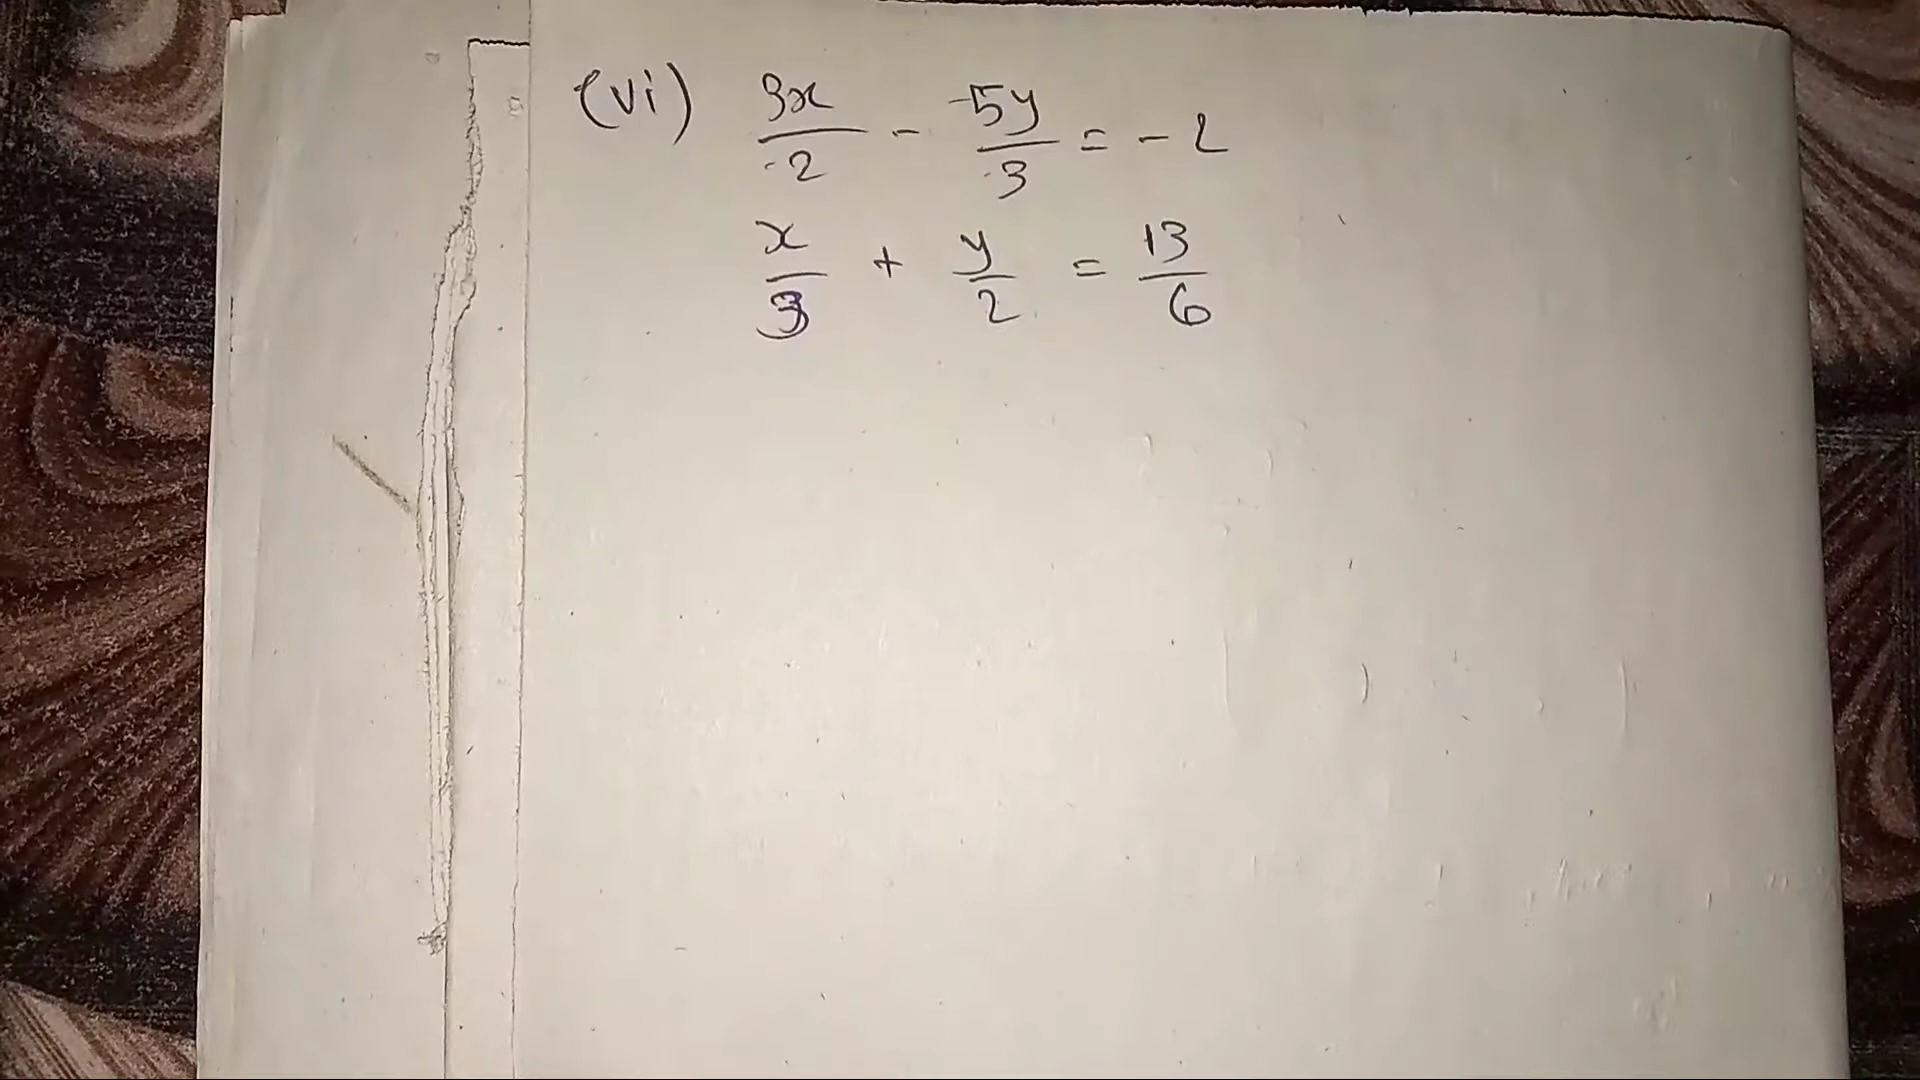 (vi) 3x/2 - 5y/3 = -2
x/3 + y/2 = 13/6